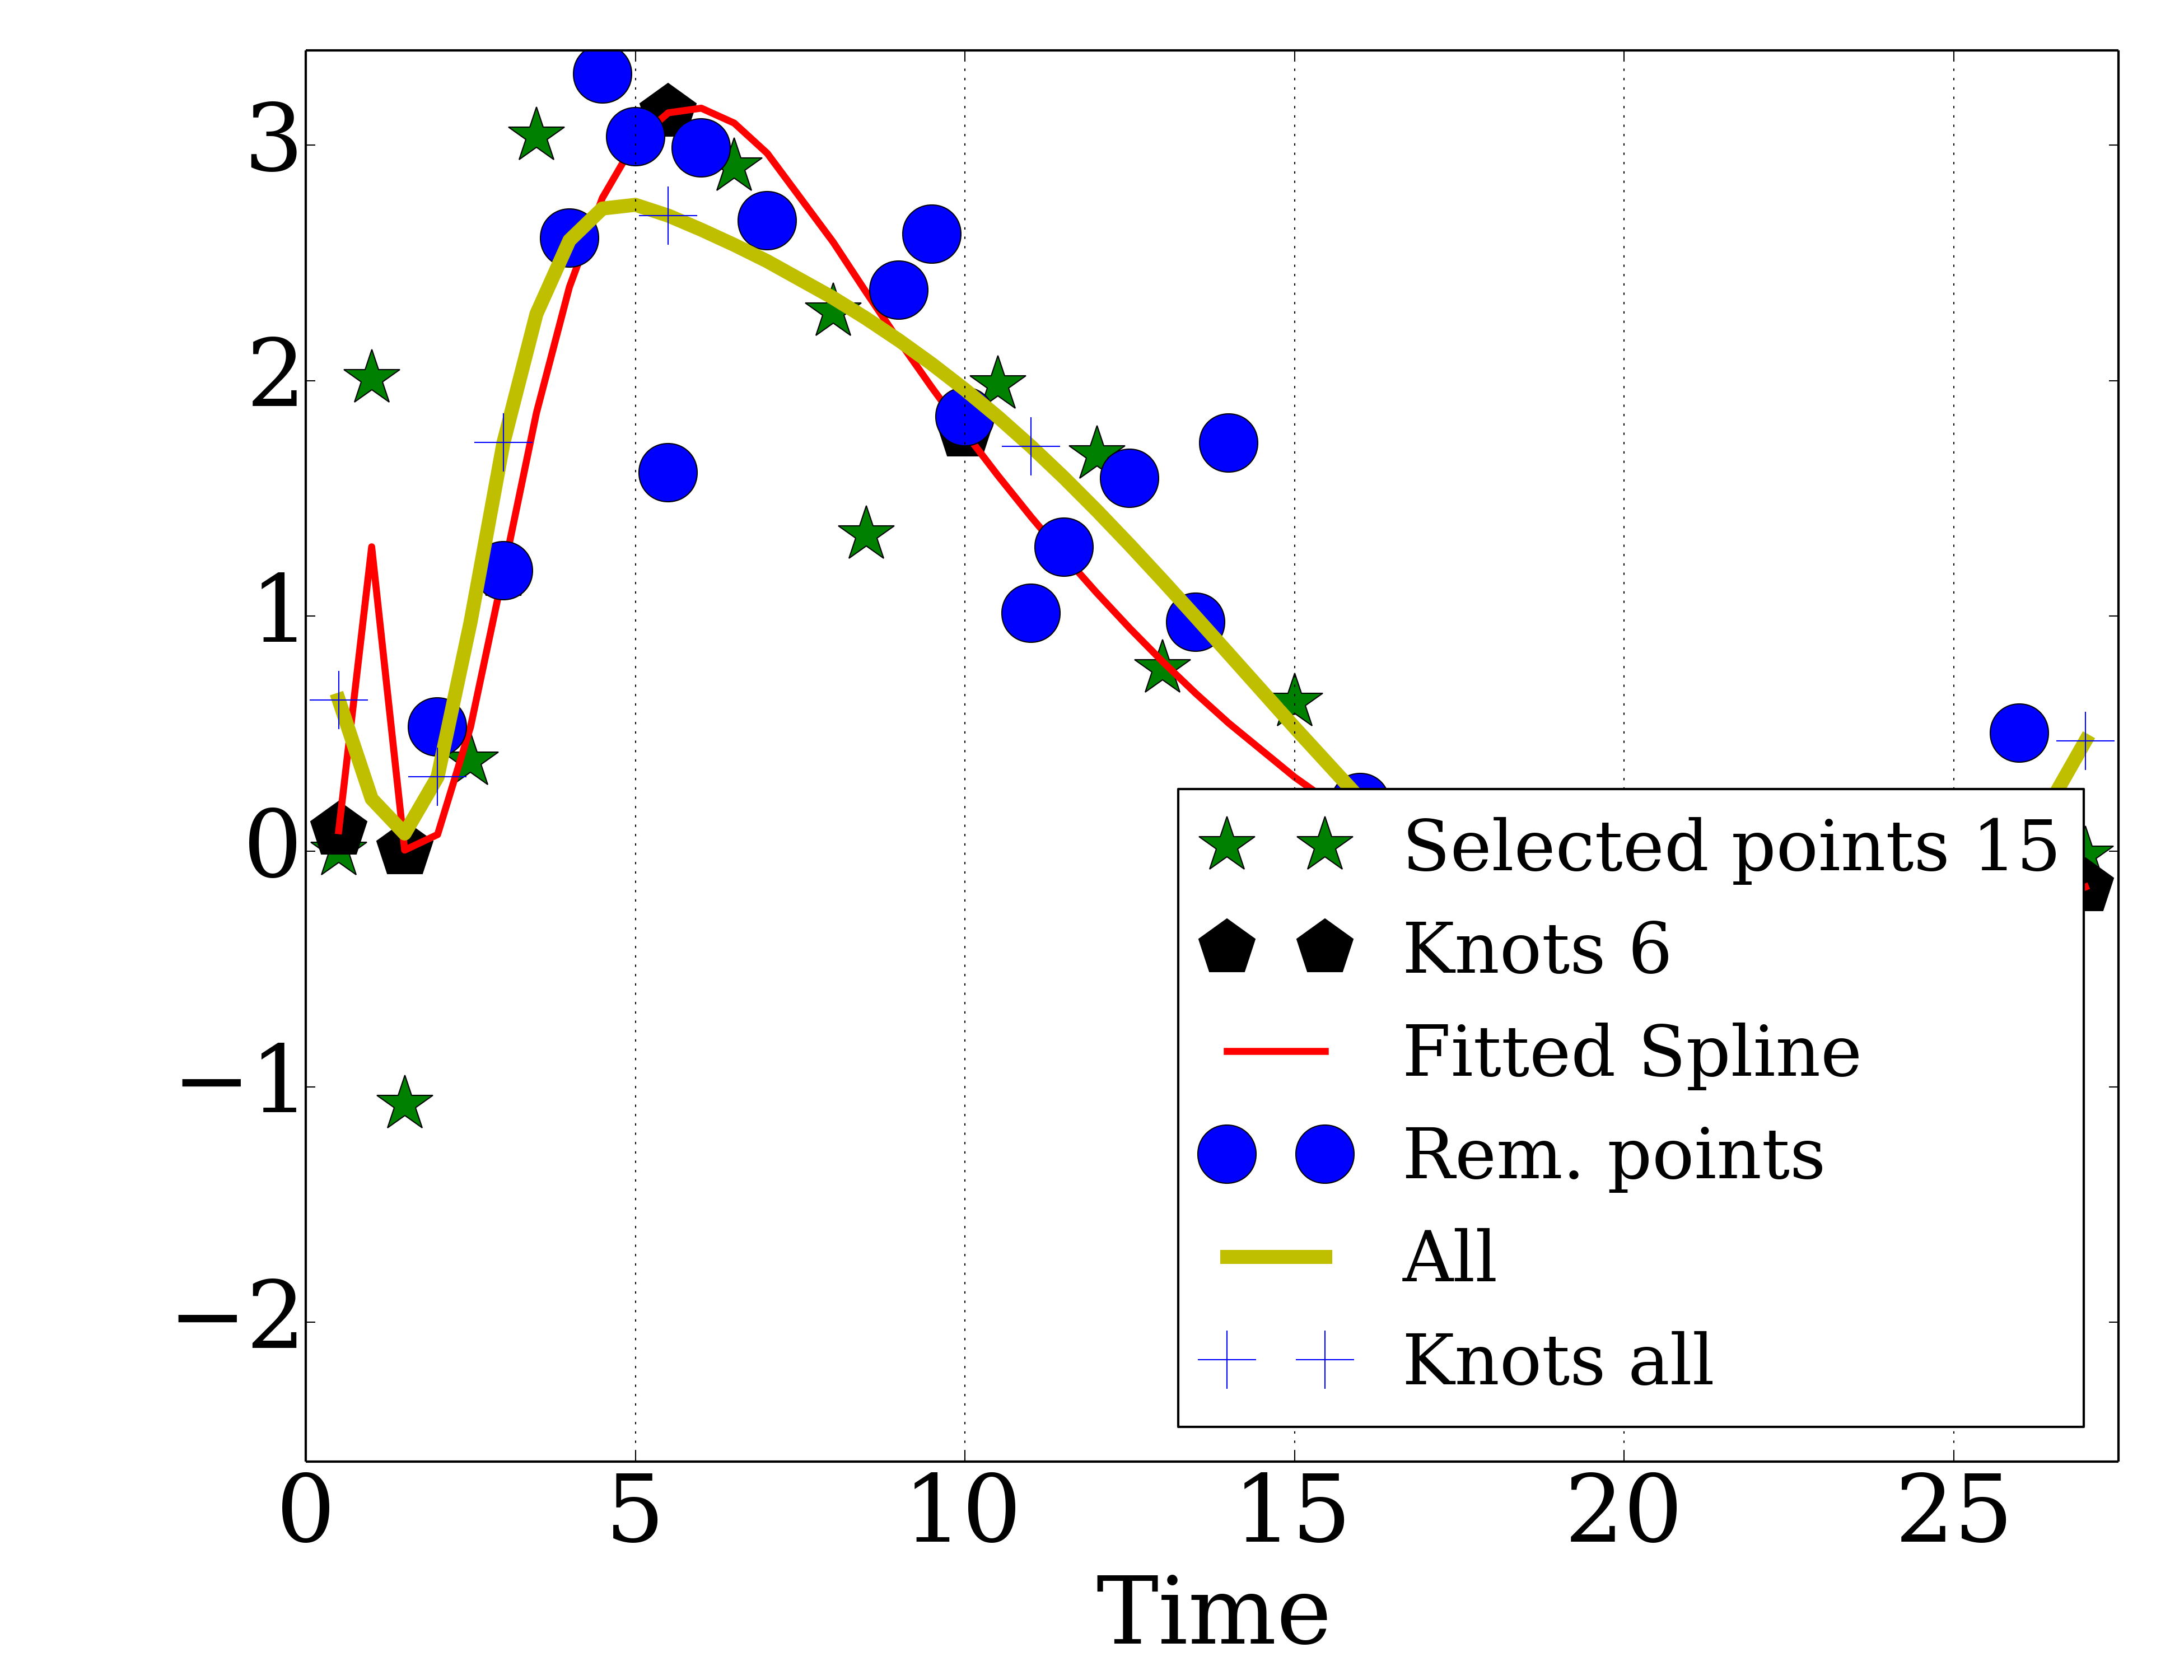 3
2
1
0
−1
−2
Selected points 15
Knots 6
Fitted Spline
Rem. points
All
Knots all
0 5 10 15 20 25
Time